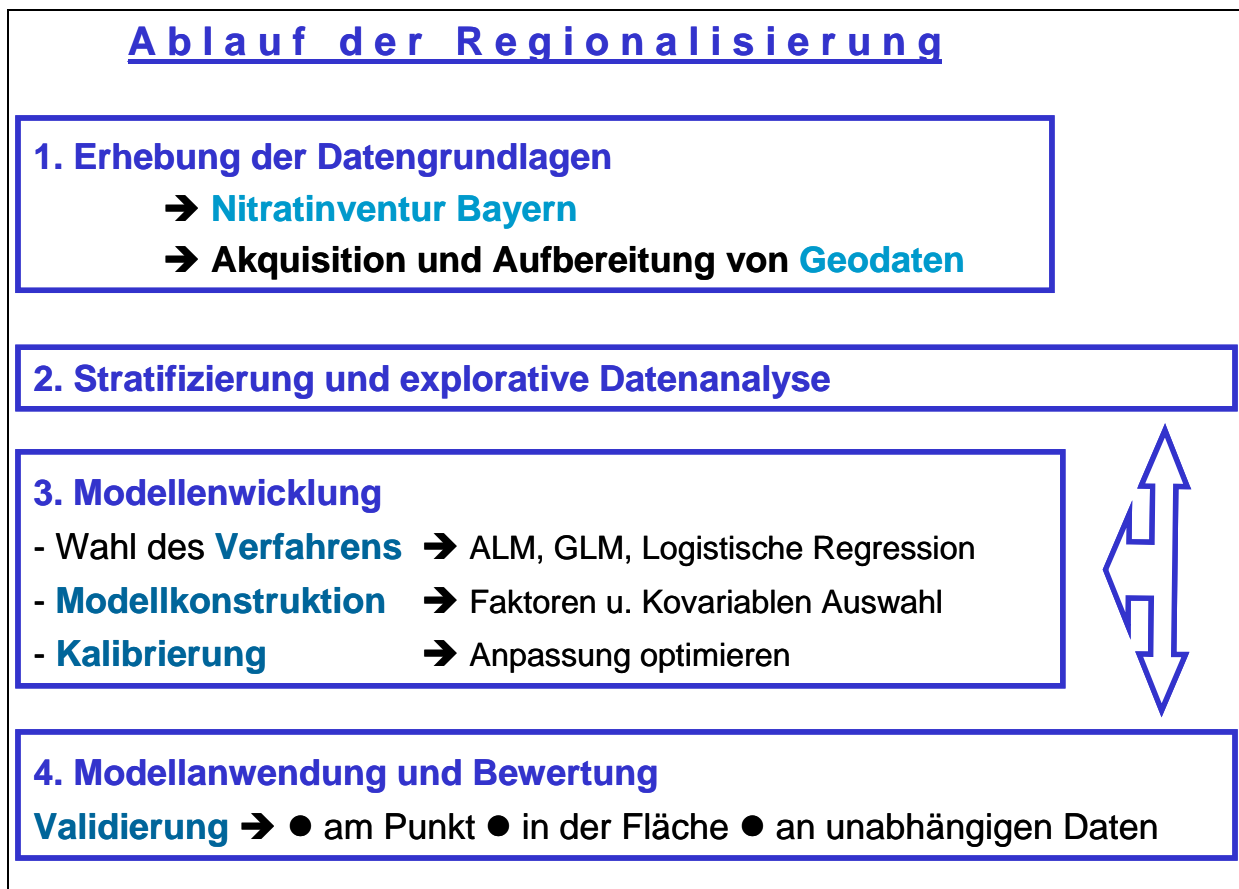 Ablauf der Regionalisierung
1. Erhebung der Datengrundlagen
➔ Nitratinventur Bayern
➔ Akquisition und Aufbereitung von Geodaten
2. Stratifizierung und explorative Datenanalyse
3. Modellenwicklung
- Wahl des Verfahrens ➔ ALM, GLM, Logistische Regression
- Modellkonstruktion ➔ Faktoren u. Kovariablen Auswahl
- Kalibrierung ➔ Anpassung optimieren
4. Modellanwendung und Bewertung
Validierung ➔ ● am Punkt ● in der Fläche ● an unabhängigen Daten